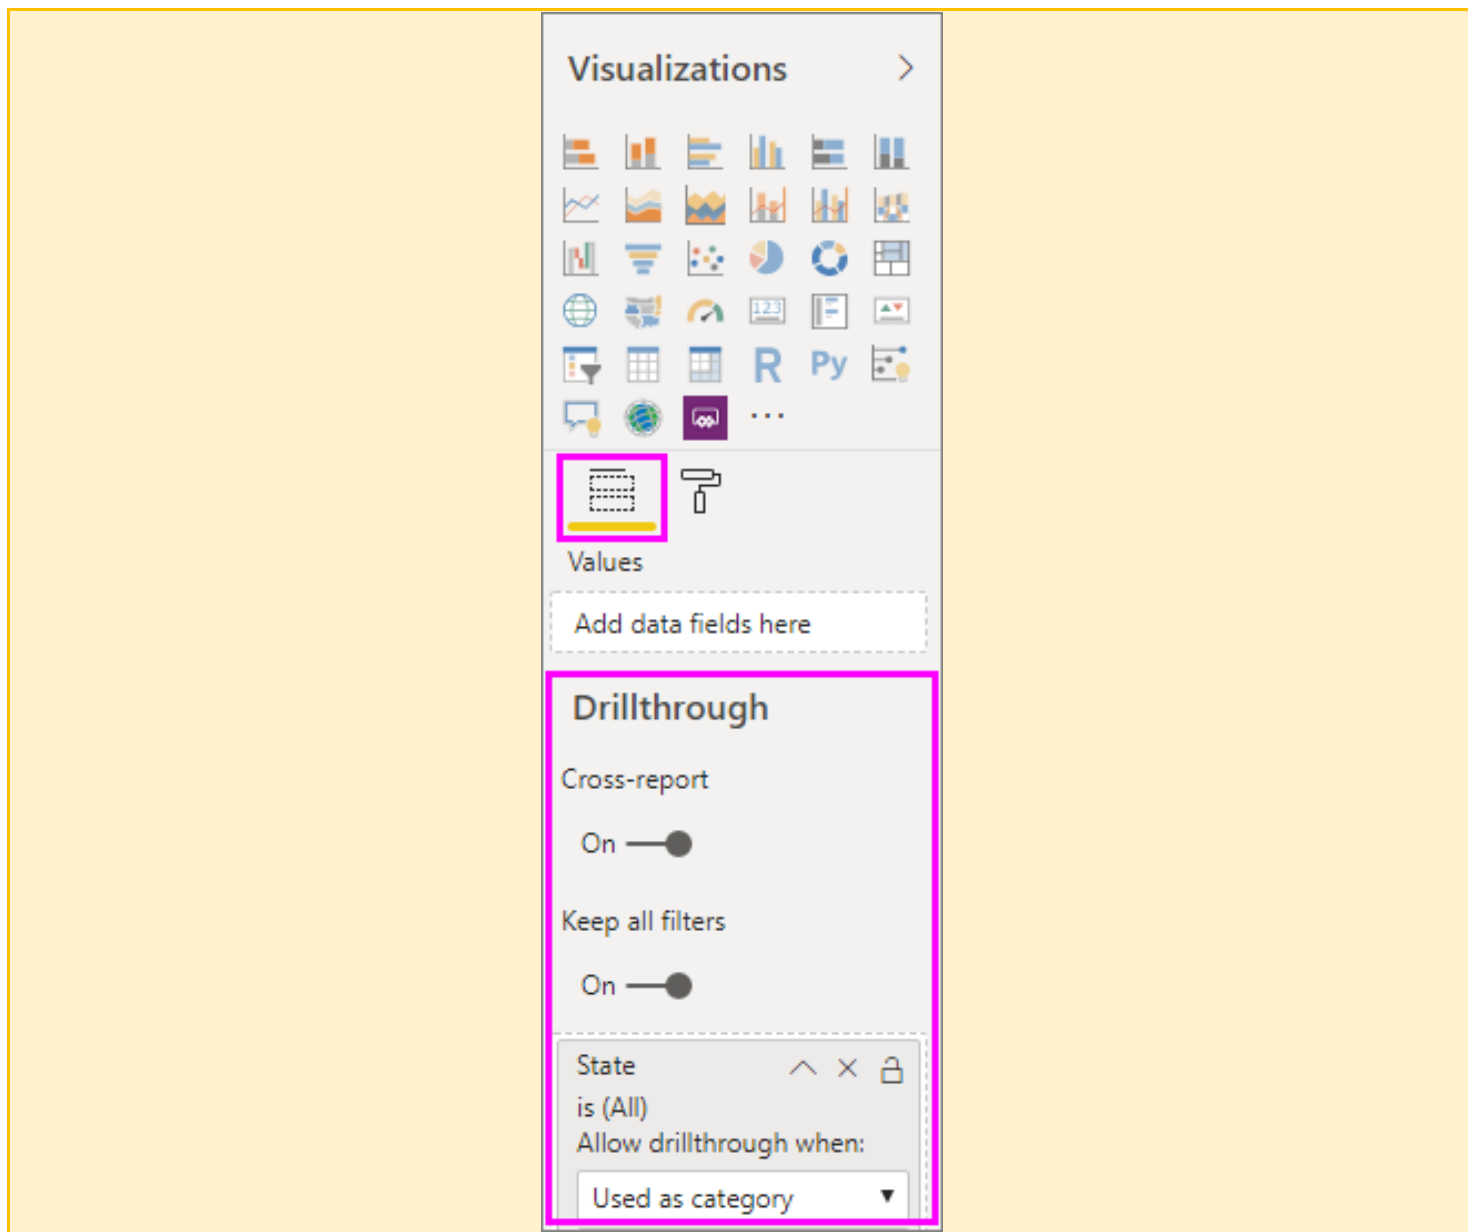 Visualizations
123
R Py
Values
Add data fields here
Drillthrough
Cross-report
On
Keep all filters
On
State
is (All)
Allow drillthrough when:
Used as category